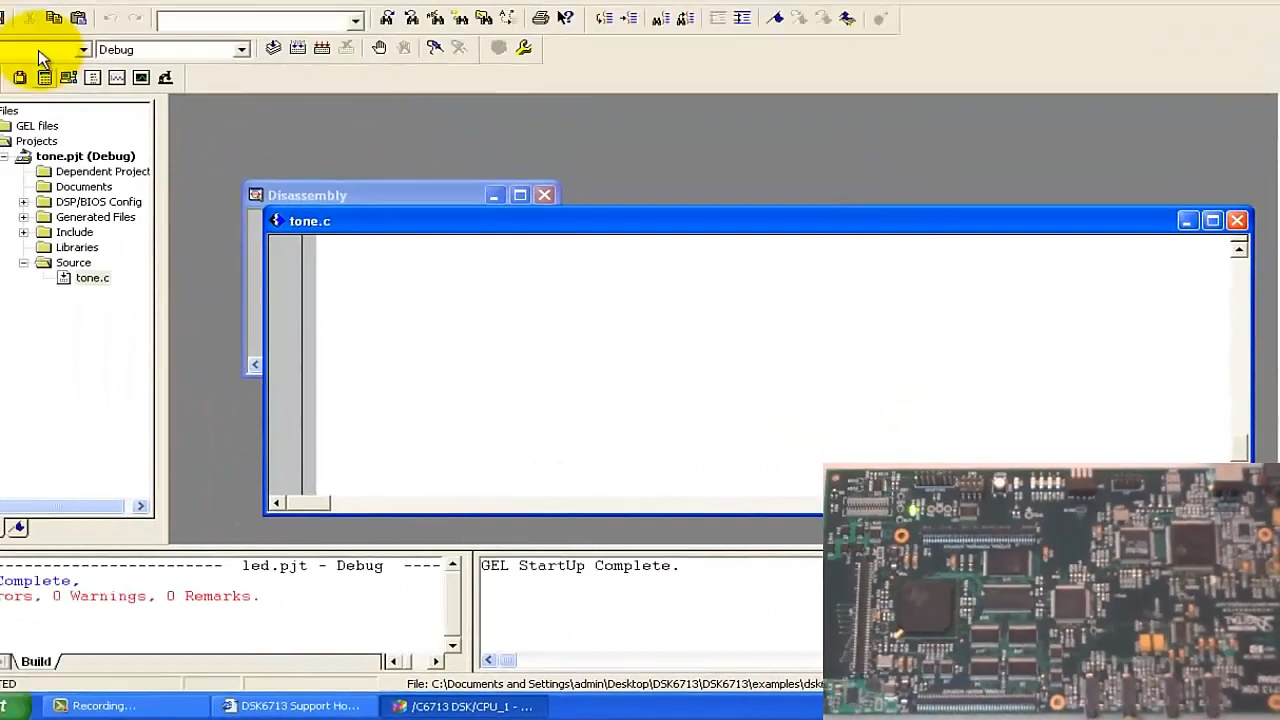 Debug
Files
GEL files
Projects
tone.pjt (Debug)
Dependent Project
Documents
DSP/BIOS Config
Generated Files
Include
Libraries
Source
tone.c
Disassembly
tone.c
---------------------- led.pjt - Debug ----
Complete,
rors, 0 Warnings, 0 Remarks.
Build
GEL StartUp Complete.
TED
File: C:\Documents and Settings\admin\Desktop\DSK6713\DSK6713\examples\dsk
t
Recording...
DSK6713 Support Ho...
/C6713 DSK/CPU_1 - ...